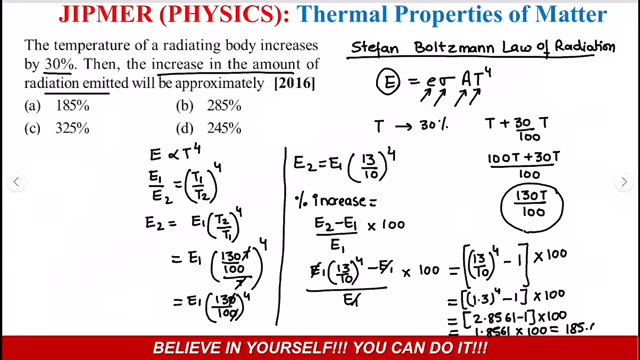 JIPMER (PHYSICS): Thermal Properties of Matter
The temperature of a radiating body increases
by 30%. Then, the increase in the amount of
radiation emitted will be approximately [2016]
(a) 185% (b) 285%
(c) 325% (d) 245%
E ∝ T⁴
E₁/E₂ = (T₁/T₂)⁴
E₂ = E₁(T₂/T₁)⁴
= E₁(130T/100/T)⁴
= E₁(130/100)⁴
E₂ = E₁(13/10)⁴
% increase =
E₂ – E₁/E₁ × 100
E₁(13/10)⁴ – E₁/E₁ × 100
Stefan Boltzmann Law of Radiation
E = eσAT⁴
T → 30% T + 30/100 T
100T + 30T/100
130T/100
= [(13/10)⁴ – 1] × 100
= [(1.3)⁴ – 1] × 100
= [2.8561 – 1] × 100
= 1.8561 × 100 = 185.
BELIEVE IN YOURSELF!!! YOU CAN DO IT!